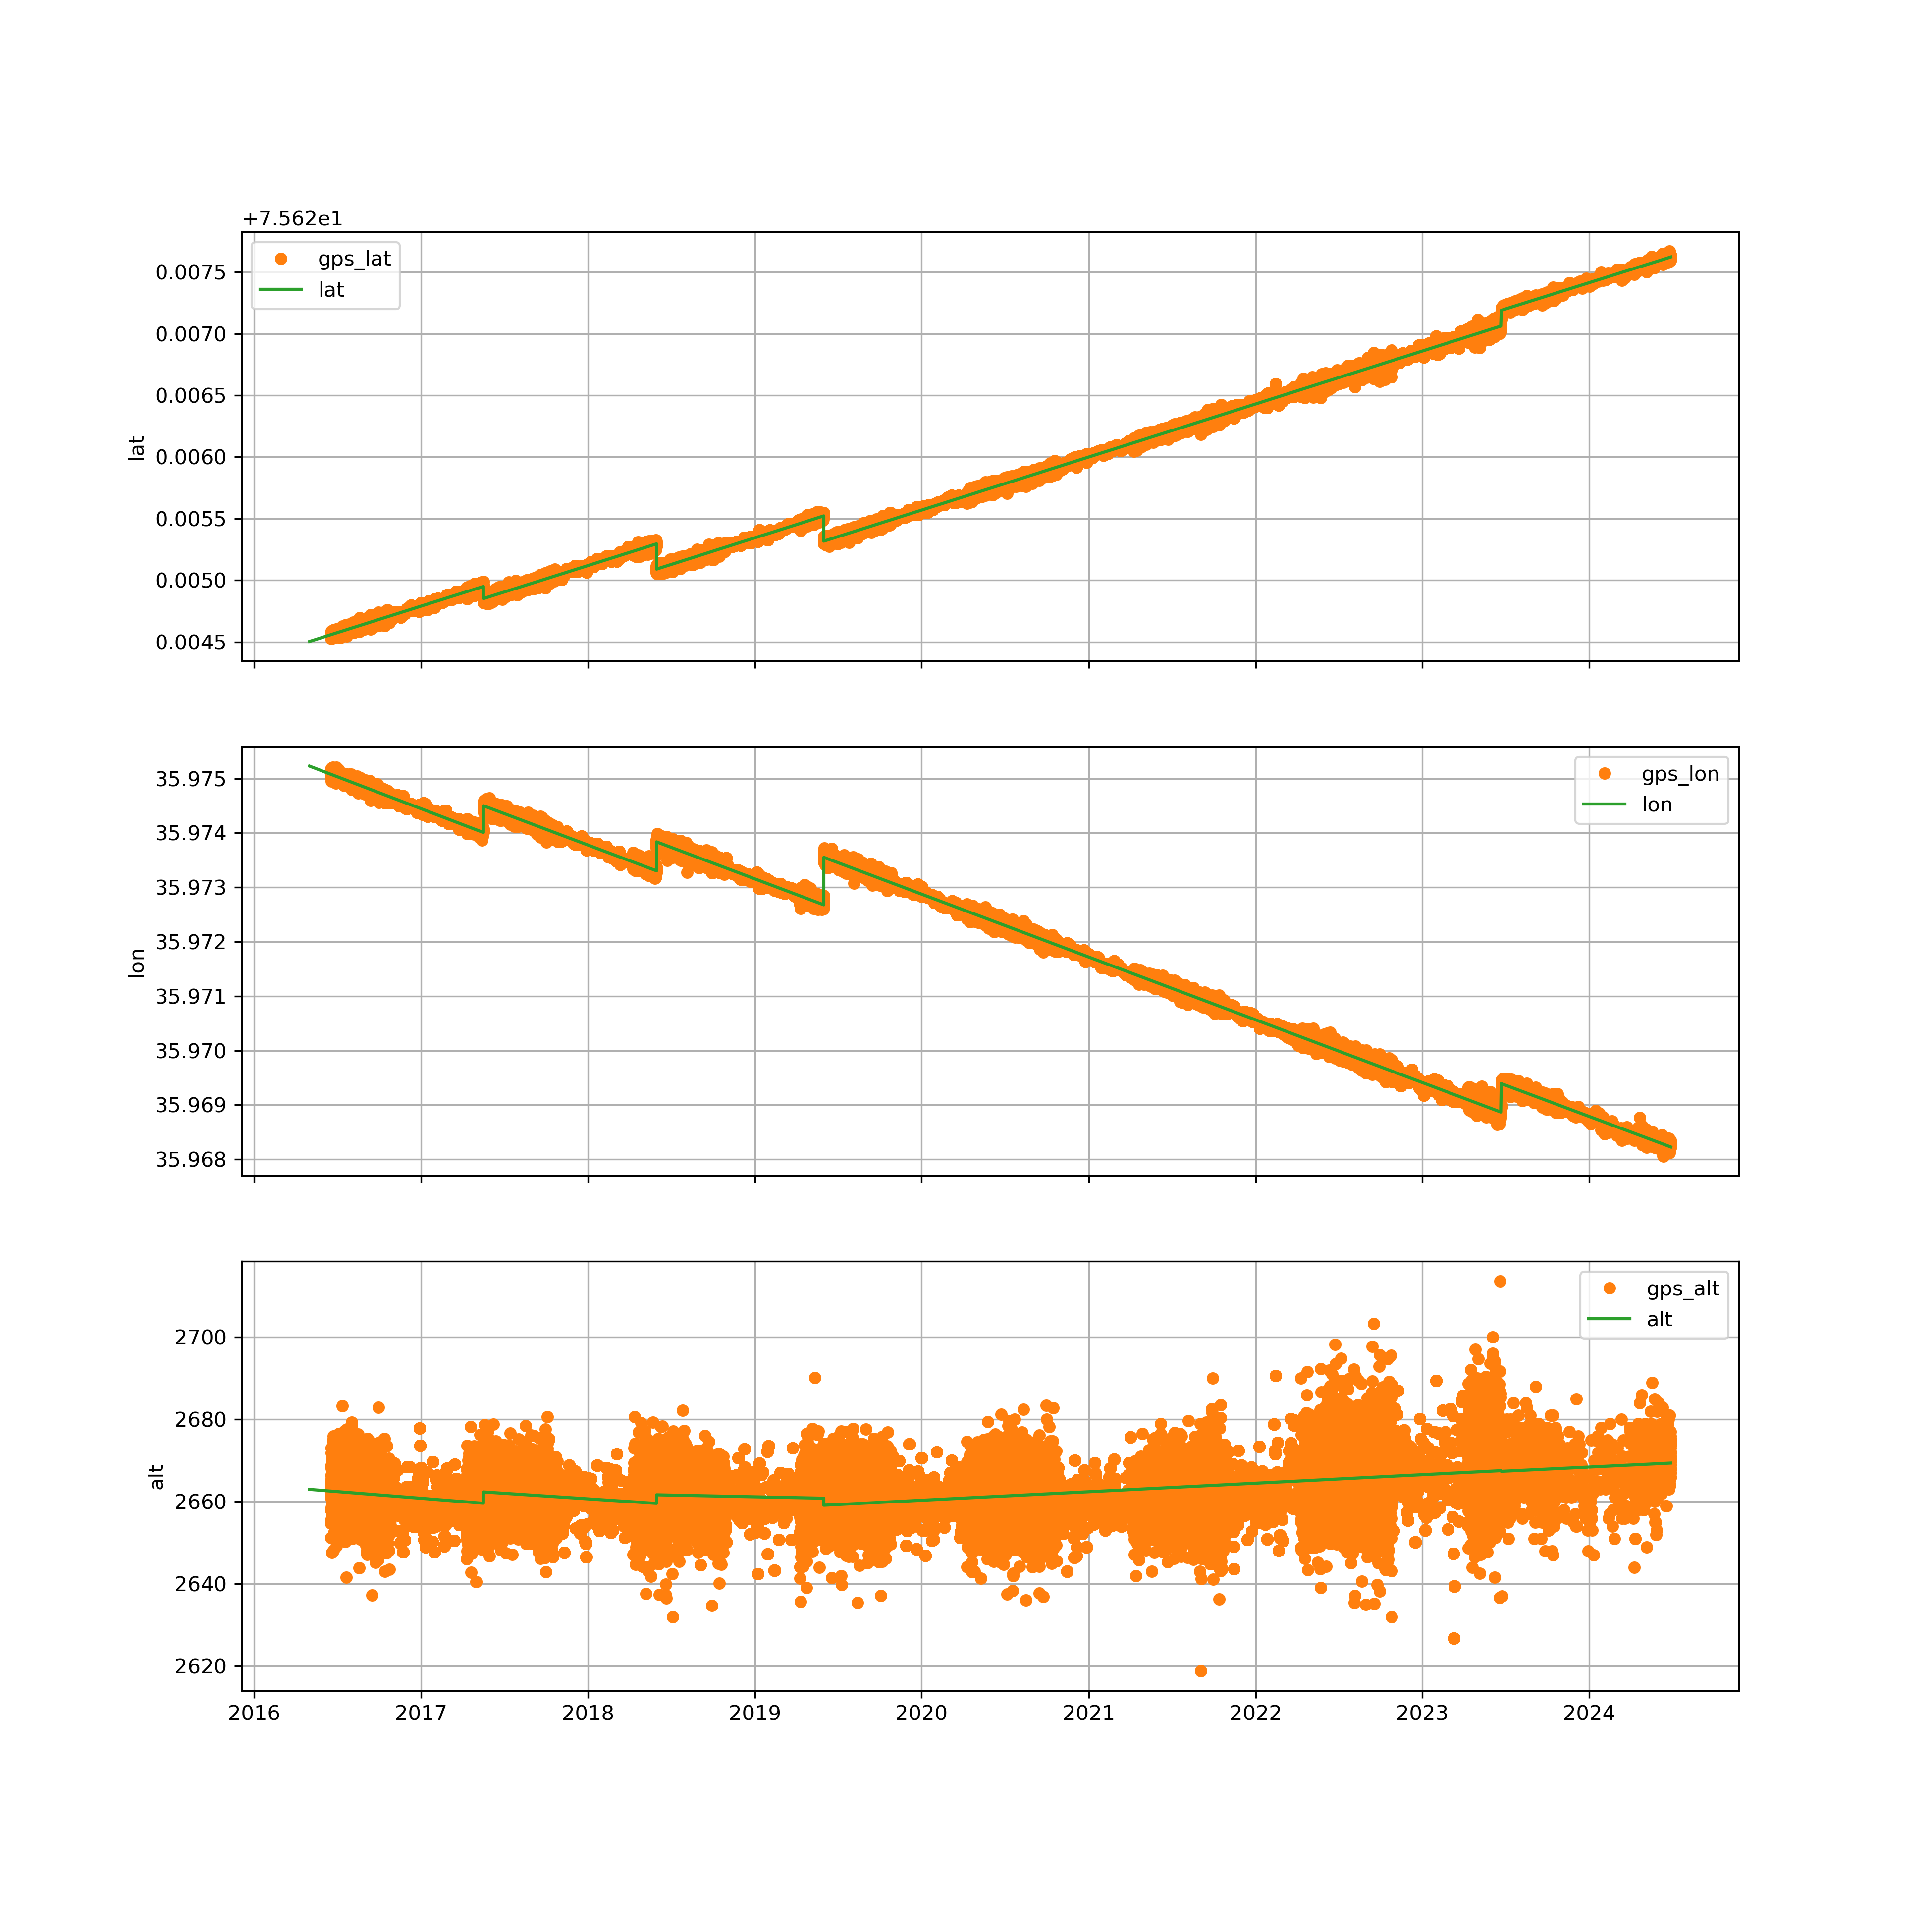 +7.562e1
gps_lat
lat
0.0075
0.0070
0.0065
0.0060
0.0055
0.0050
0.0045
lat
gps_lon
lon
35.975
35.974
35.973
35.972
35.971
35.970
35.969
35.968
lon
gps_alt
alt
2700
2680
2660
2640
2620
alt
2016 2017 2018 2019 2020 2021 2022 2023 2024